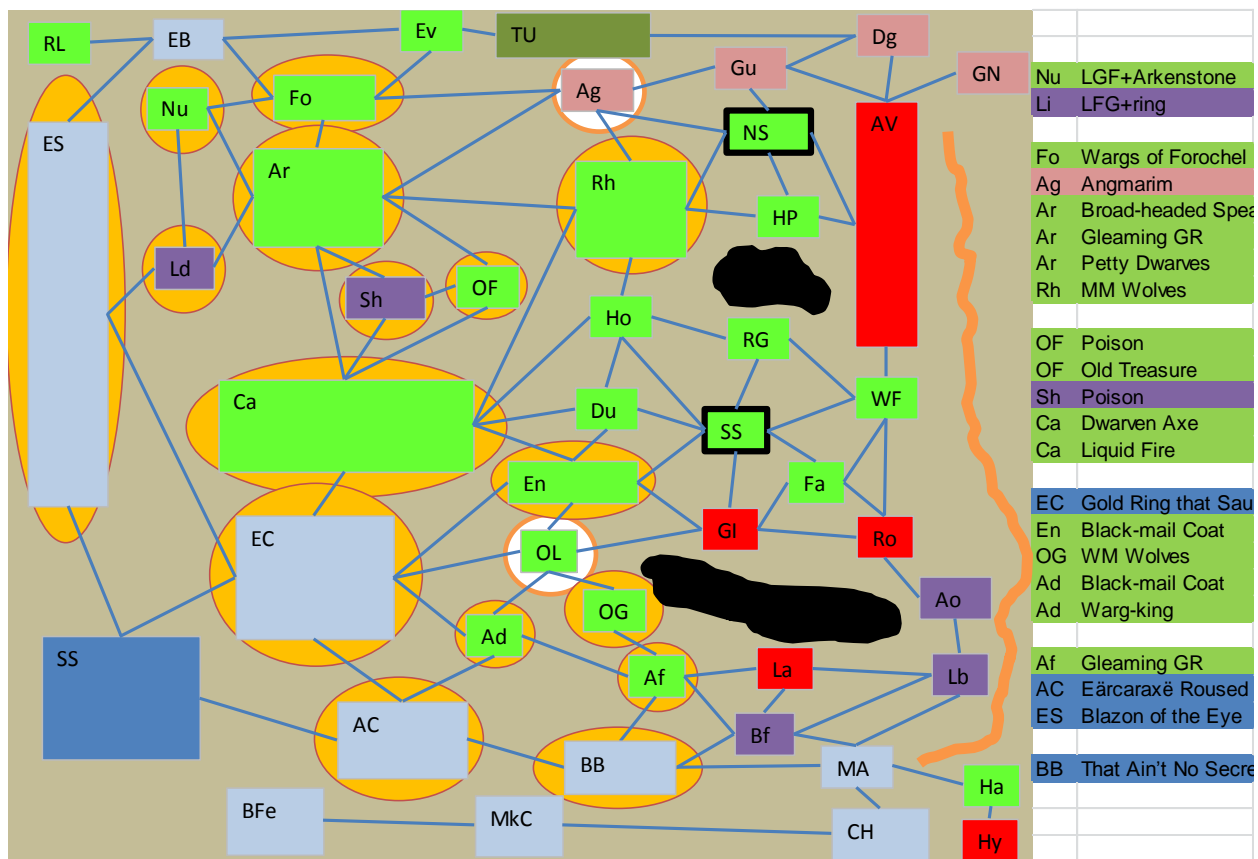 RL
EB
Ev
TU
Dg
Gu
GN
Nu
Fo
Ag
ES
NS
AV
Ar
Rh
HP
Ld
Sh
OF
Ho
RG
Ca
Du
SS
WF
En
Fa
EC
OL
Gl
Ro
OG
Ao
Ad
SS
Af
La
Lb
AC
Bf
BB
MA
Ha
BFe
MkC
CH
Hy
Nu LGF+Arkenstone
Li LFG+ring
Fo Wargs of Forochel
Ag Angmarim
Ar Broad-headed Spea
Ar Gleaming GR
Ar Petty Dwarves
Rh MM Wolves
OF Poison
OF Old Treasure
Sh Poison
Ca Dwarven Axe
Ca Liquid Fire
EC Gold Ring that Sau
En Black-mail Coat
OG WM Wolves
Ad Black-mail Coat
Ad Warg-king
Af Gleaming GR
AC Eärcaraxë Roused
ES Blazon of the Eye
BB That Ain't No Secre